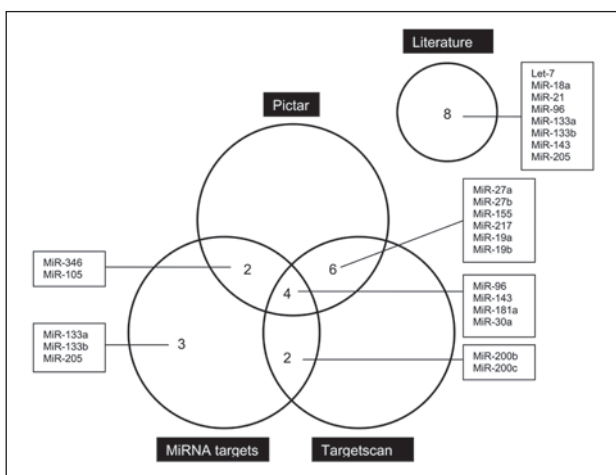 Literature
8
Let-7
MiR-18a
MiR-21
MiR-96
MiR-133a
MiR-133b
MiR-143
MiR-205
Pictar
MiR-27a
MiR-27b
MiR-155
MiR-217
MiR-19a
MiR-19b
MiR-346
MiR-105
2
6
4
MiR-96
MiR-143
MiR-181a
MiR-30a
MiR-133a
MiR-133b
MiR-205
3
2
MiR-200b
MiR-200c
MiRNA targets
Targetscan